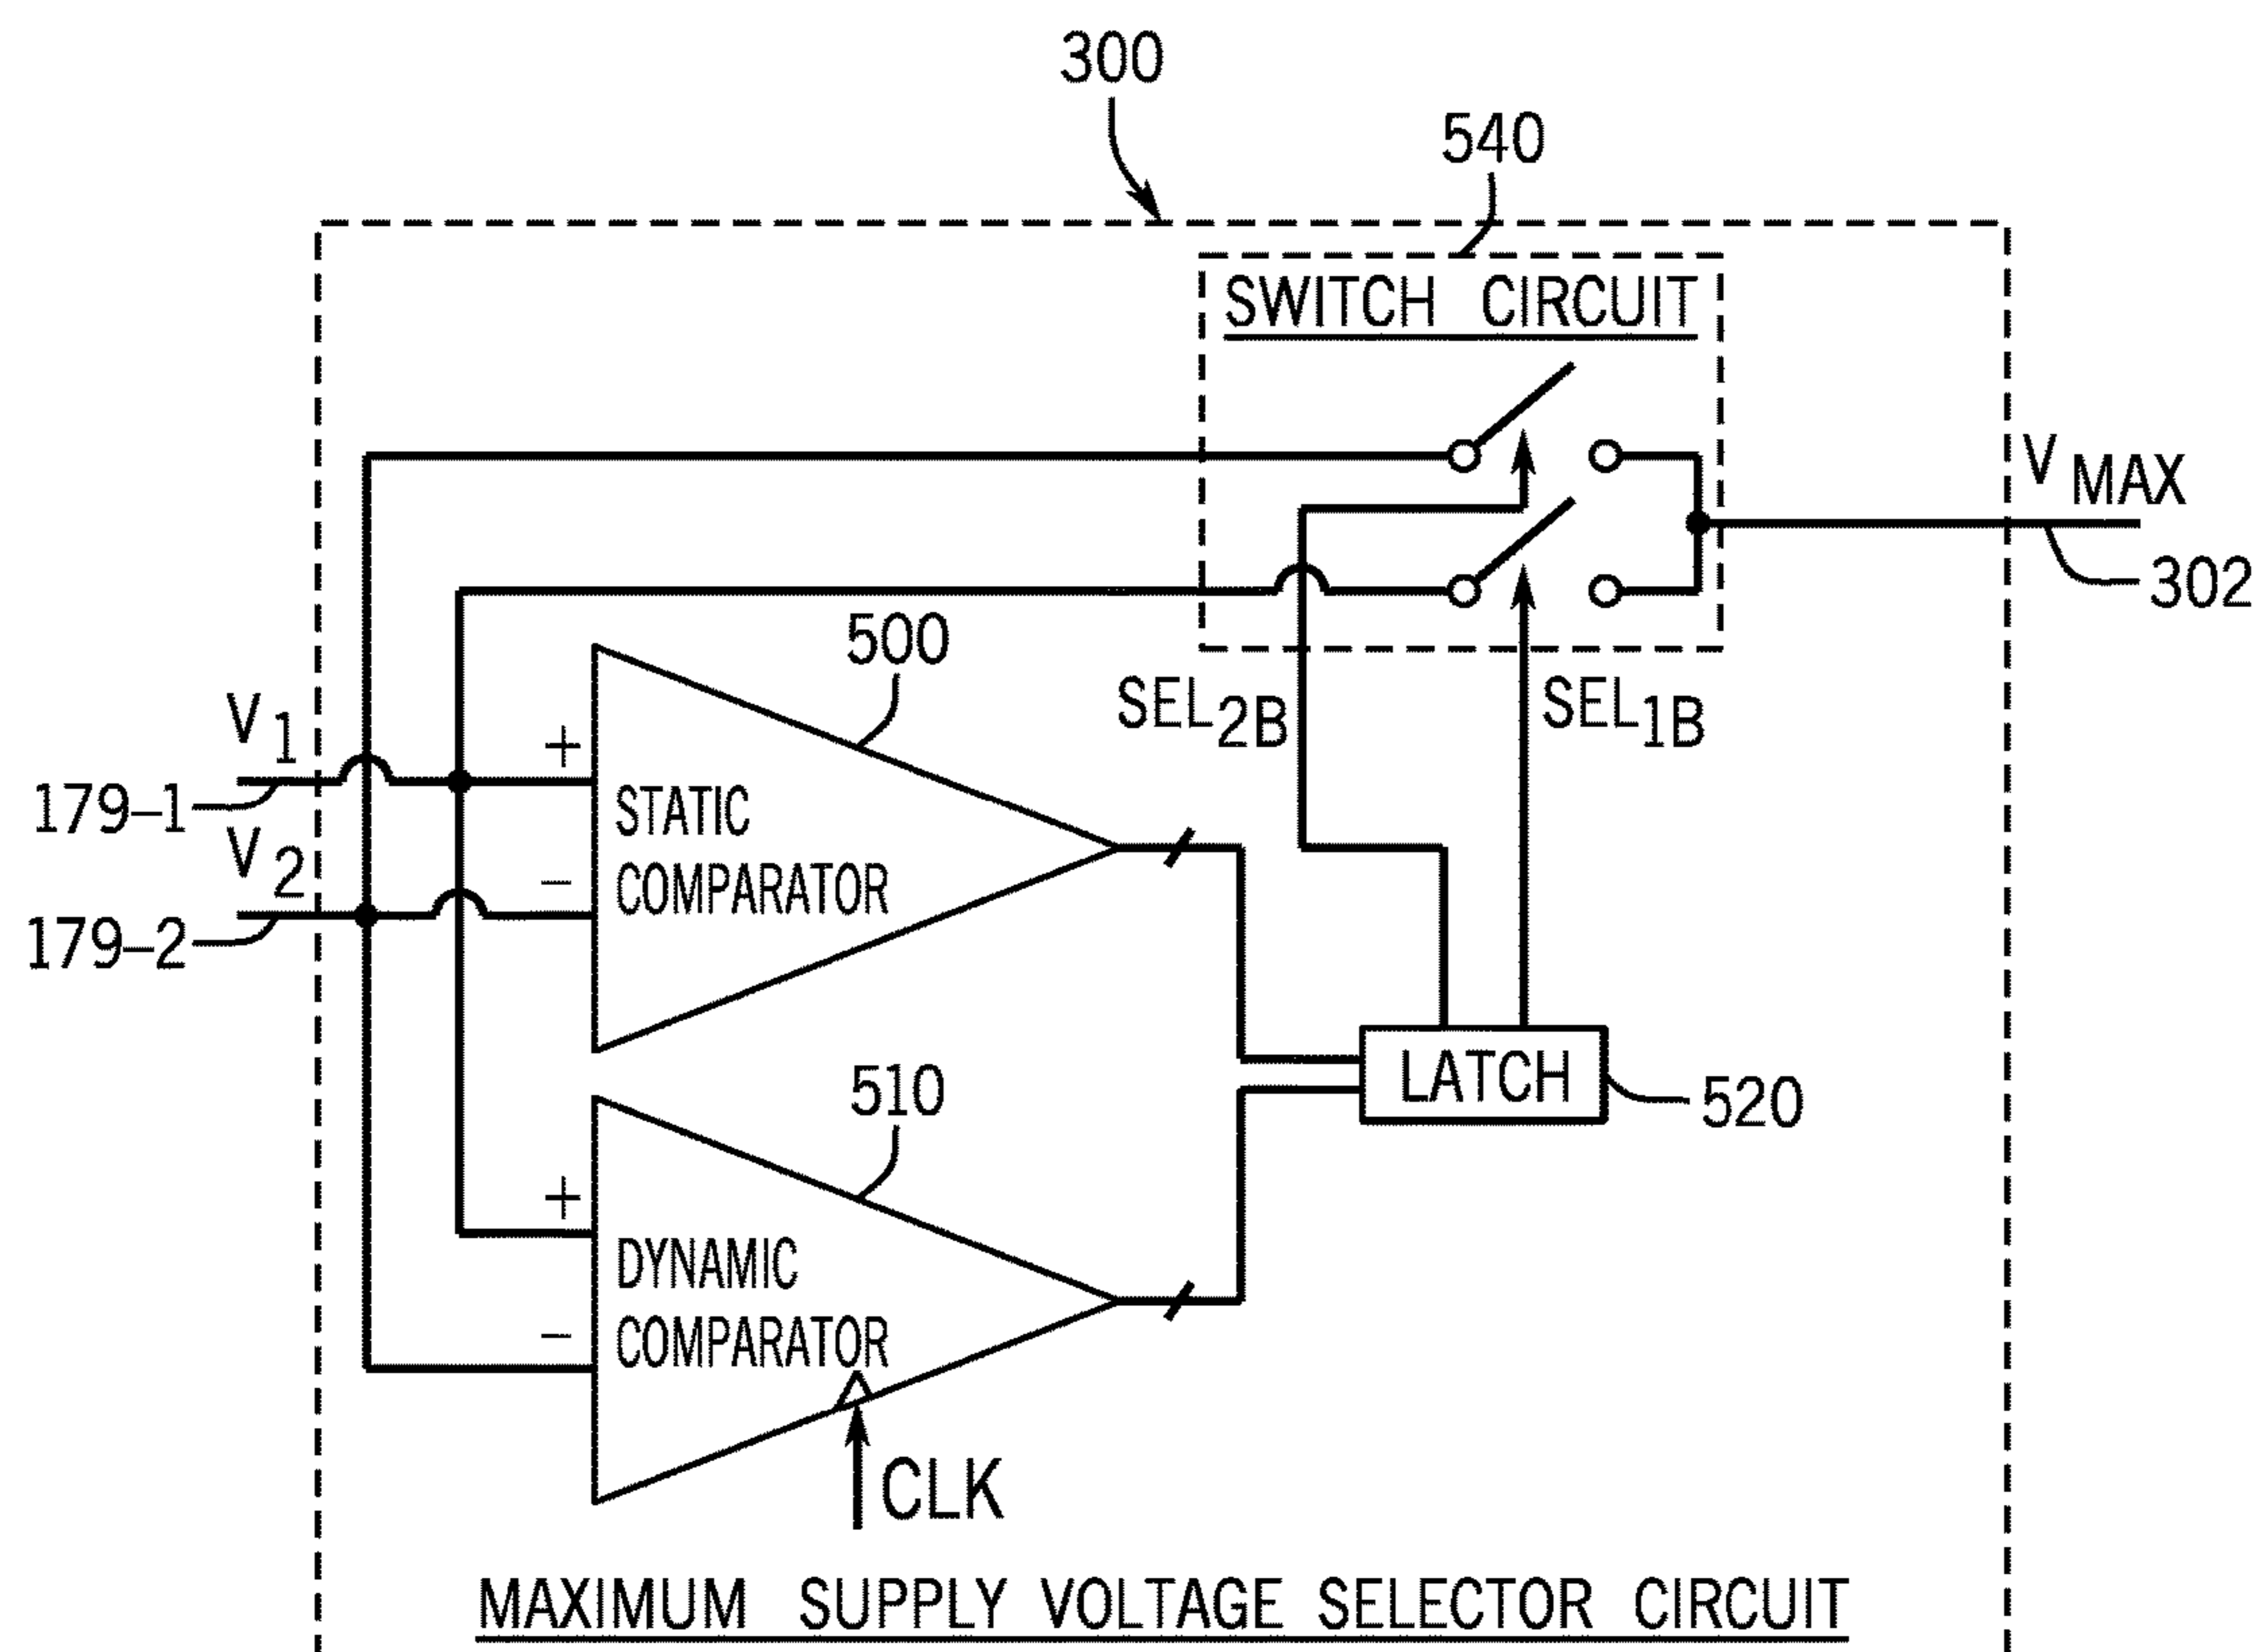 300
540
SWITCH CIRCUIT
V MAX
302
500
SEL2B
SEL1B
V1
179-1
V2
179-2
+
STATIC
COMPARATOR
−
510
LATCH
520
+
DYNAMIC
COMPARATOR
−
CLK
MAXIMUM SUPPLY VOLTAGE SELECTOR CIRCUIT